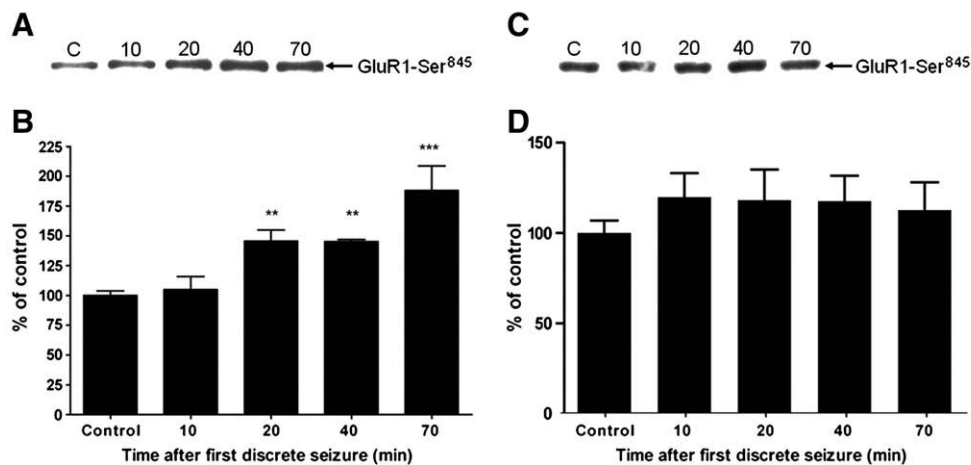 A
C 10 20 40 70
GluR1-Ser⁸⁴⁵
B
% of control
225
200
175
150
125
100
75
50
25
0
**
**
***
Control 10 20 40 70
Time after first discrete seizure (min)
C
C 10 20 40 70
GluR1-Ser⁸⁴⁵
D
% of control
150
100
50
0
Control 10 20 40 70
Time after first discrete seizure (min)